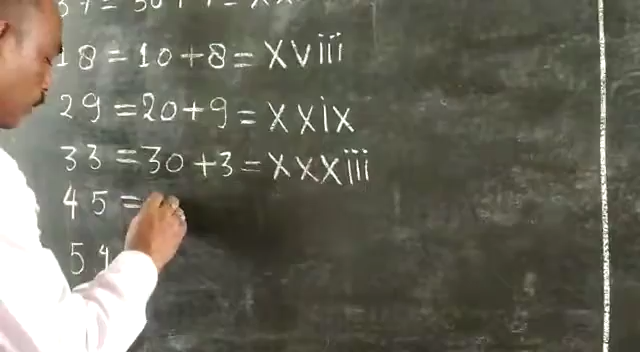 18 = 10 + 8 = XViii
29 = 20 + 9 = XXiX
33 = 30 + 3 = XXXiii
45 =
54